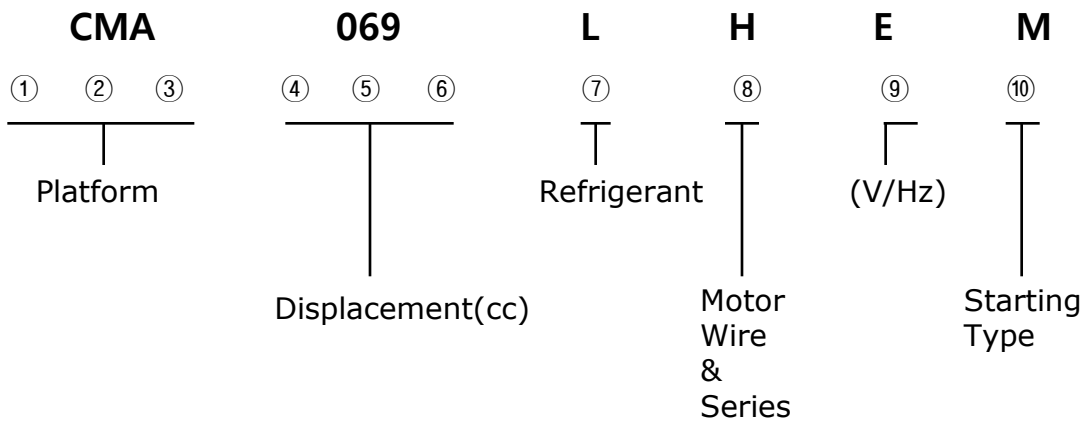 CMA 069 L H E M
① ② ③ ④ ⑤ ⑥ ⑦ ⑧ ⑨ ⑩
Platform Refrigerant (V/Hz)
Displacement(cc)
Motor
Wire
&
Series
Starting
Type